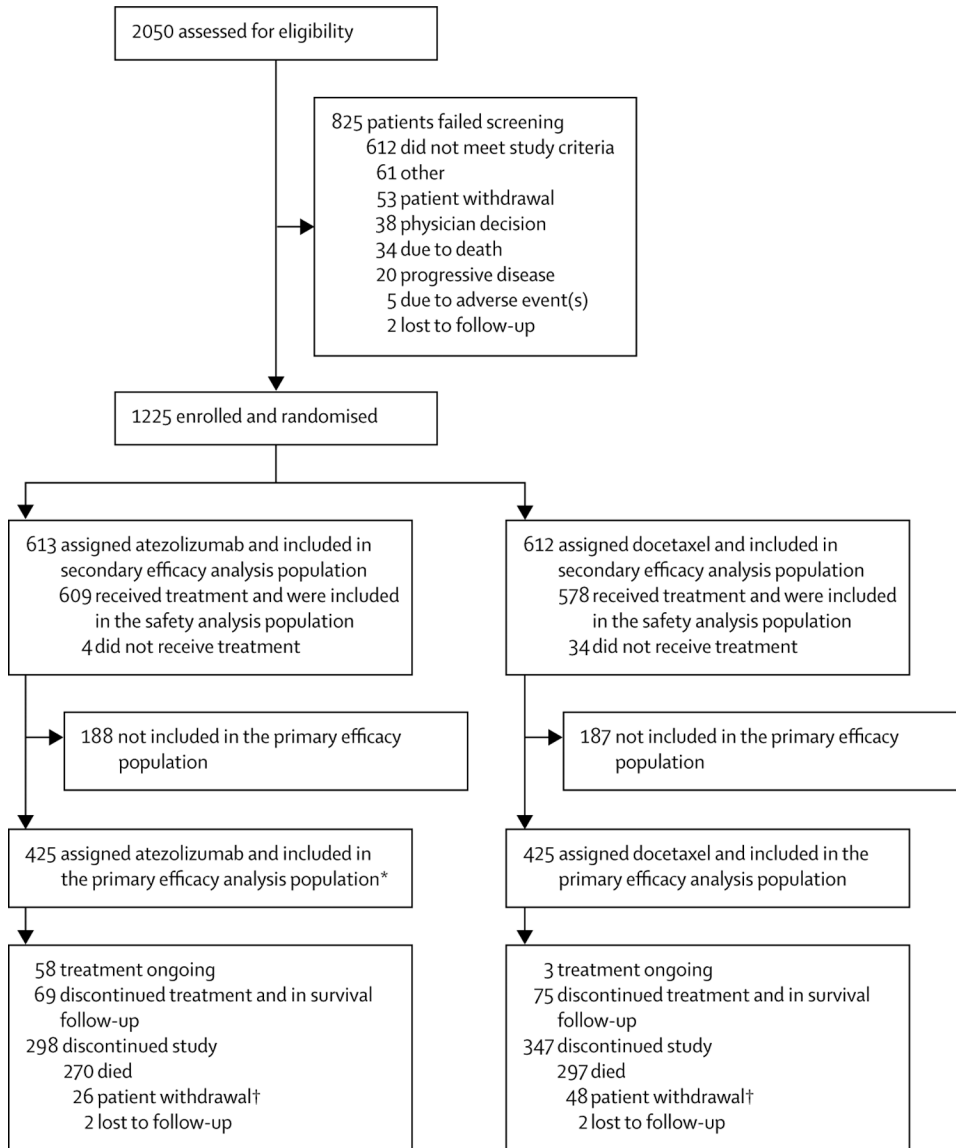 2050 assessed for eligibility
825 patients failed screening
612 did not meet study criteria
61 other
53 patient withdrawal
38 physician decision
34 due to death
20 progressive disease
5 due to adverse event(s)
2 lost to follow-up
1225 enrolled and randomised
613 assigned atezolizumab and included in
secondary efficacy analysis population
609 received treatment and were included
in the safety analysis population
4 did not receive treatment
612 assigned docetaxel and included in
secondary efficacy analysis population
578 received treatment and were included
in the safety analysis population
34 did not receive treatment
188 not included in the primary efficacy
population
187 not included in the primary efficacy
population
425 assigned atezolizumab and included in
the primary efficacy analysis population*
425 assigned docetaxel and included in the
primary efficacy analysis population
58 treatment ongoing
69 discontinued treatment and in survival
follow-up
298 discontinued study
270 died
26 patient withdrawal†
2 lost to follow-up
3 treatment ongoing
75 discontinued treatment and in survival
follow-up
347 discontinued study
297 died
48 patient withdrawal†
2 lost to follow-up